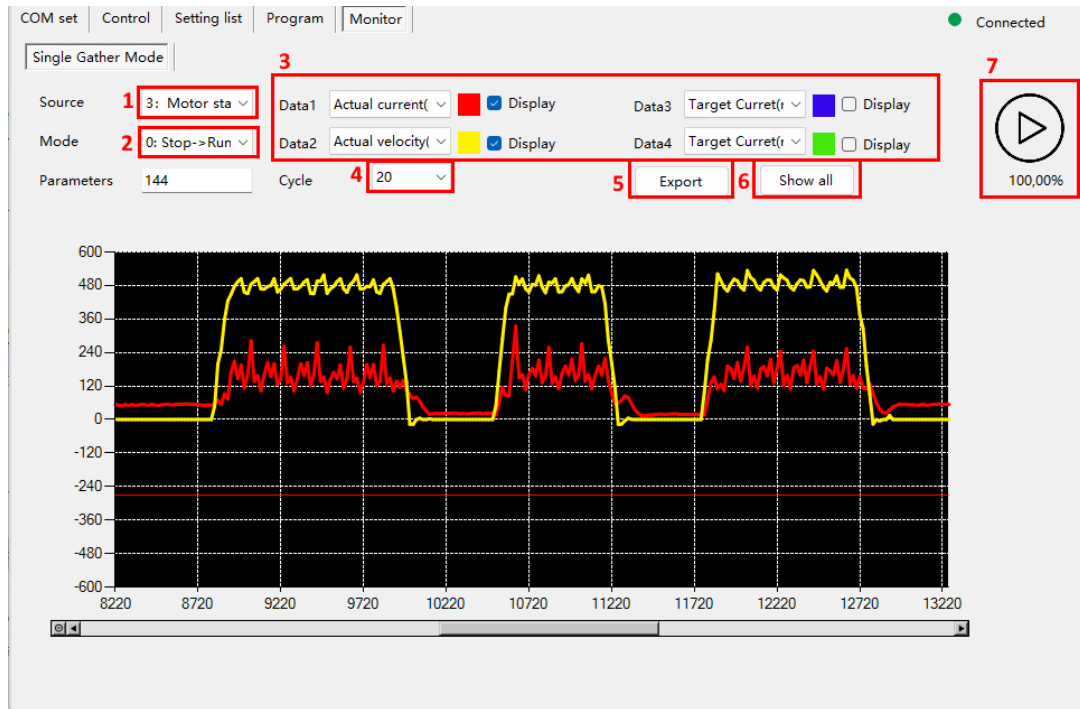 COM set Control Setting list Program Monitor Connected
Single Gather Mode
3 7
Source 1 3: Motor sta Data1 Actual current( Display Data3 Target Curret(r Display
Mode 2 0: Stop->Run Data2 Actual velocity( Display Data4 Target Curret(r Display
Parameters 144 Cycle 4 20 5 Export 6 Show all 100,00%
600
480
360
240
120
0
-120
-240
-360
-480
-600
8220 8720 9220 9720 10220 10720 11220 11720 12220 12720 13220